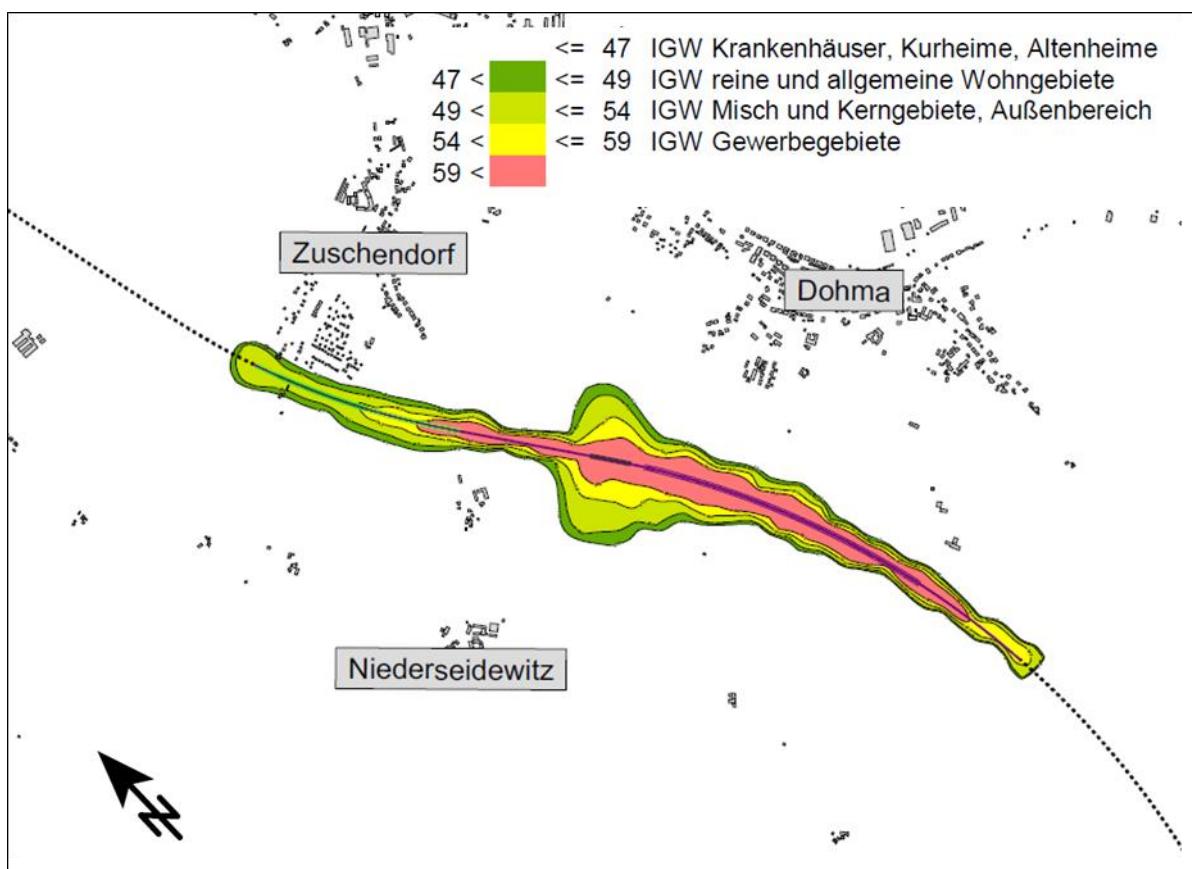 <= 47 IGW Krankenhäuser, Kurheime, Altenheime
47 < <= 49 IGW reine und allgemeine Wohngebiete
49 < <= 54 IGW Misch und Kerngebiete, Außenbereich
54 < <= 59 IGW Gewerbegebiete
59 <
Zuschendorf
Dohma
Niederseidewitz
N